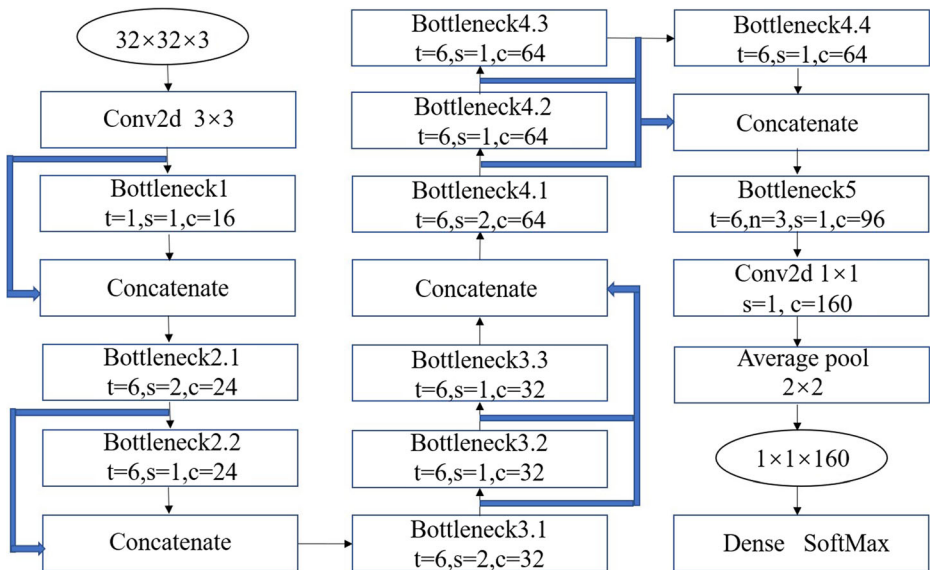 32×32×3
Conv2d 3×3
Bottleneck1
t=1,s=1,c=16
Concatenate
Bottleneck2.1
t=6,s=2,c=24
Bottleneck2.2
t=6,s=1,c=24
Concatenate
Bottleneck4.3
t=6,s=1,c=64
Bottleneck4.2
t=6,s=1,c=64
Bottleneck4.1
t=6,s=2,c=64
Concatenate
Bottleneck3.3
t=6,s=1,c=32
Bottleneck3.2
t=6,s=1,c=32
Bottleneck3.1
t=6,s=2,c=32
Bottleneck4.4
t=6,s=1,c=64
Concatenate
Bottleneck5
t=6,n=3,s=1,c=96
Conv2d 1×1
s=1, c=160
Average pool
2×2
1×1×160
Dense SoftMax